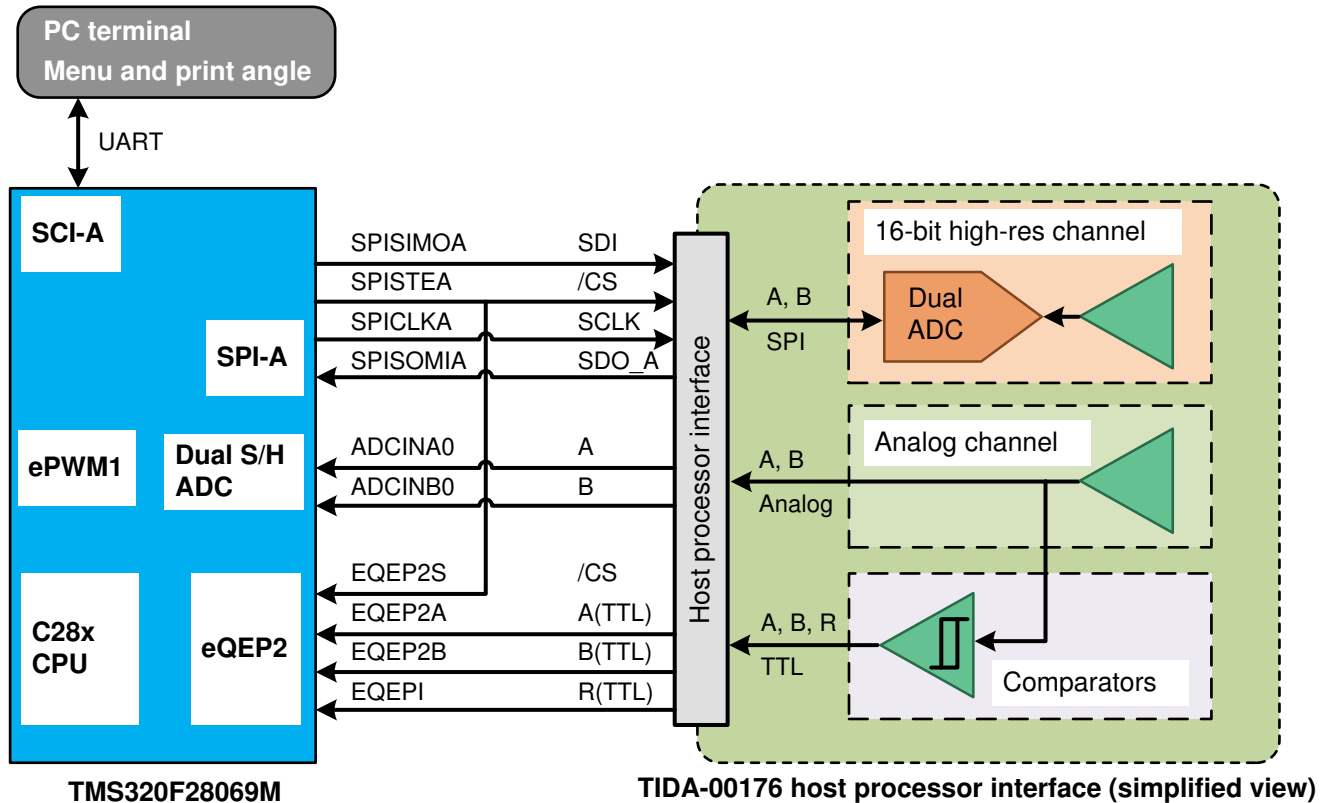 PC terminal
Menu and print angle
UART
SCI-A
SPI-A
ePWM1
Dual S/H
ADC
C28x
CPU
eQEP2
TMS320F28069M
SPISIMOA SDI
SPISTEA /CS
SPICLKA SCLK
SPISOMIA SDO_A
ADCINA0 A
ADCINB0 B
EQEP2S /CS
EQEP2A A(TTL)
EQEP2B B(TTL)
EQEPI R(TTL)
Host processor interface
A, B
SPI
16-bit high-res channel
Dual
ADC
A, B
Analog
Analog channel
A, B, R
TTL
Comparators
TIDA-00176 host processor interface (simplified view)